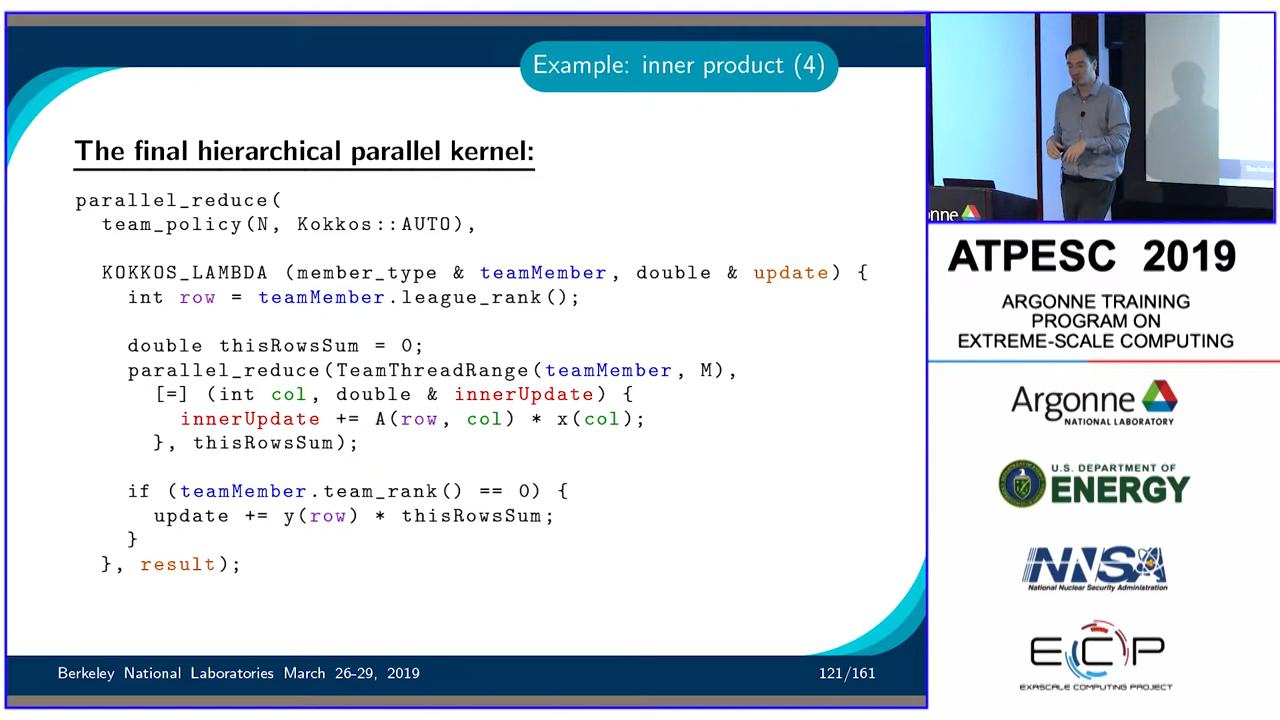 Example: inner product (4)
The final hierarchical parallel kernel:
parallel_reduce(
team_policy(N, Kokkos::AUTO),
KOKKOS_LAMBDA (member_type & teamMember, double & update) {
int row = teamMember.league_rank();
double thisRowsSum = 0;
parallel_reduce(TeamThreadRange(teamMember, M),
[=] (int col, double & innerUpdate) {
innerUpdate += A(row, col) * x(col);
}, thisRowsSum);
if (teamMember.team_rank() == 0) {
update += y(row) * thisRowsSum;
}
}, result);
Berkeley National Laboratories March 26-29, 2019
121/161
nne
ATPESC 2019
ARGONNE TRAINING
PROGRAM ON
EXTREME-SCALE COMPUTING
Argonne
NATIONAL LABORATORY
U.S. DEPARTMENT OF
ENERGY
NNSA
National Nuclear Security Administration
ECP
EXASCALE COMPUTING PROJECT